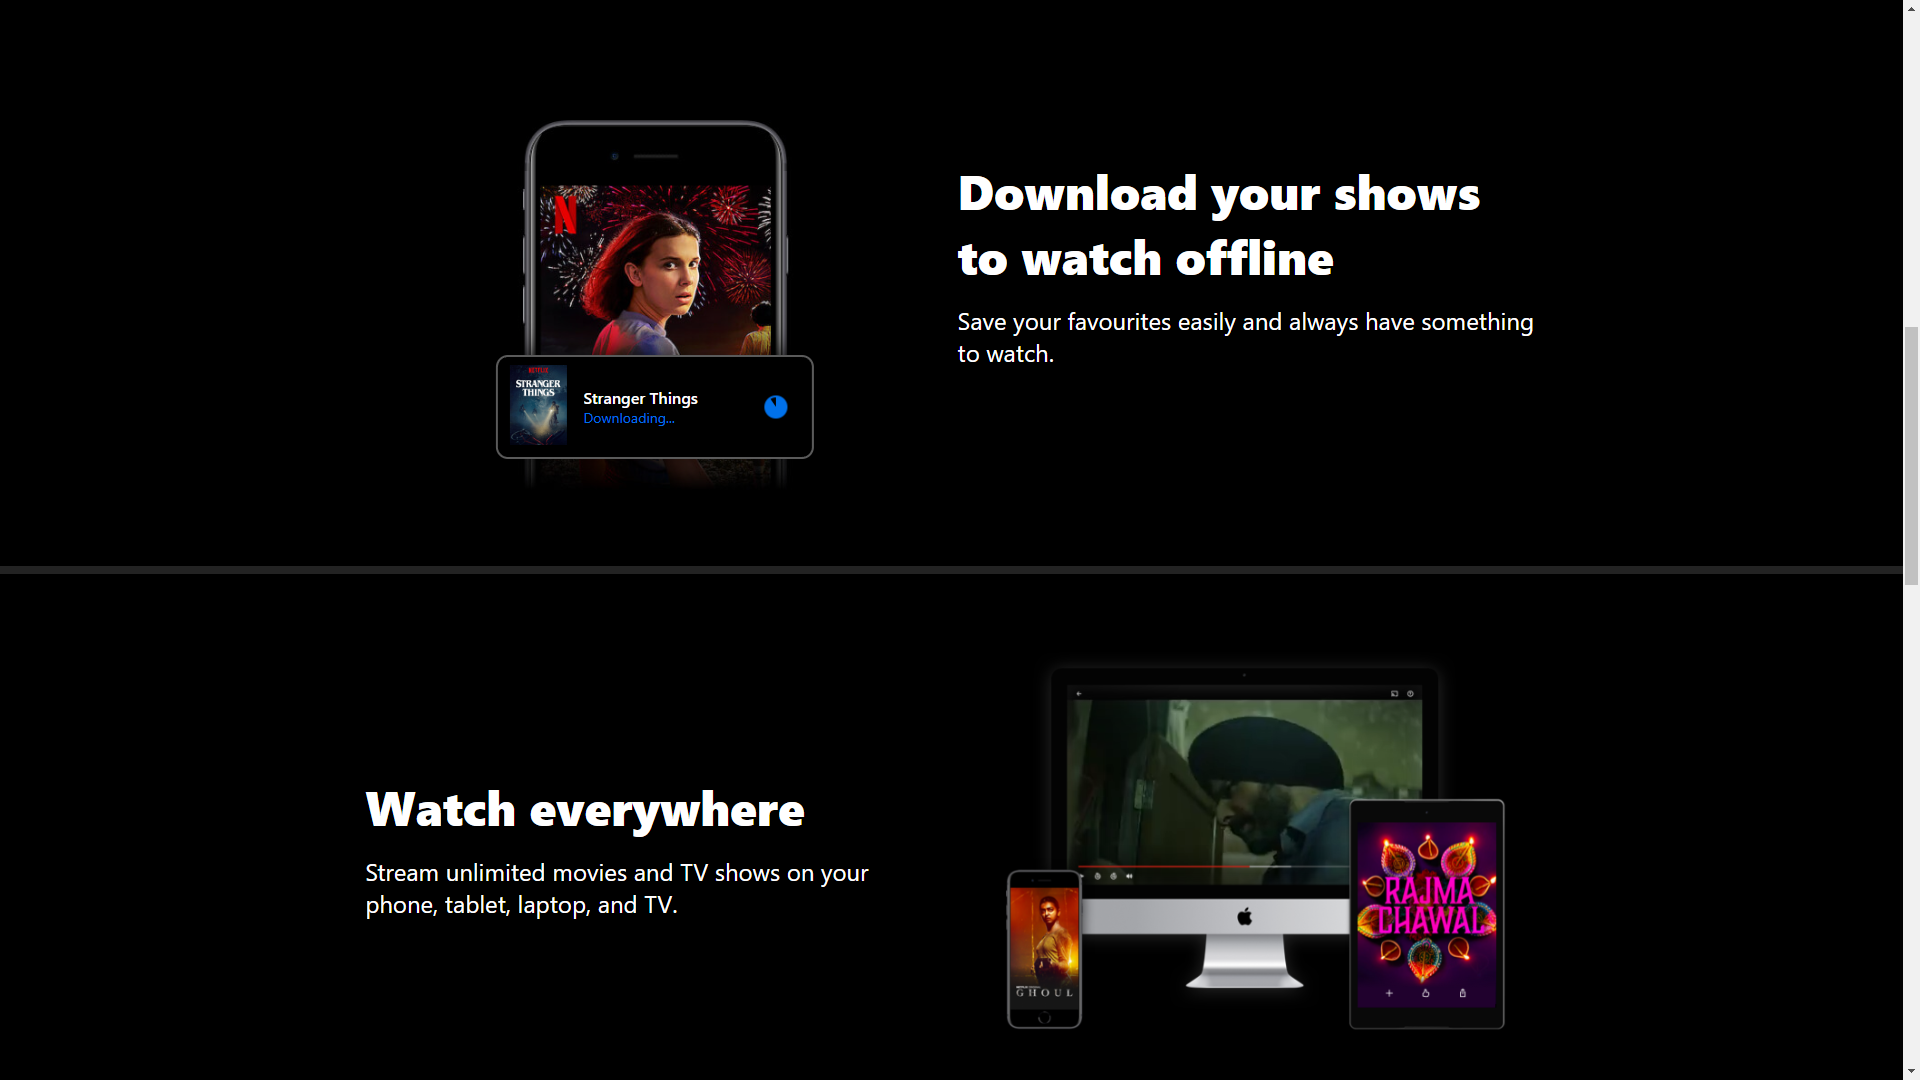 Download your shows
to watch offline
Save your favourites easily and always have something
to watch.
N
NETFLIX
STRANGER
THINGS
Stranger Things
Downloading...
Watch everywhere
Stream unlimited movies and TV shows on your
phone, tablet, laptop, and TV.
RAJMA
CHAWAL
GHOUL